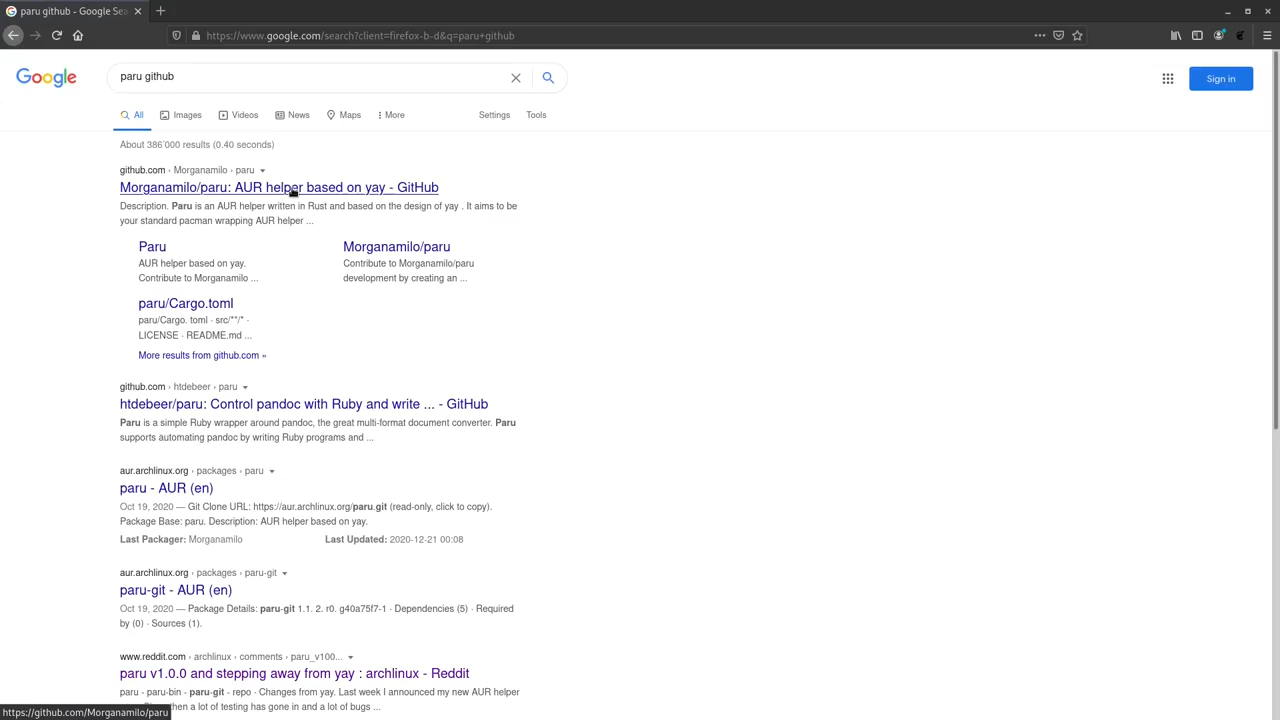 paru github - Google Sea
https://www.google.com/search?client=firefox-b-d&q=paru+github
Google
paru github
Sign in
All Images Videos News Maps More Settings Tools
About 386'000 results (0.40 seconds)
github.com › Morganamilo › paru
Morganamilo/paru: AUR helper based on yay - GitHub
Description. Paru is an AUR helper written in Rust and based on the design of yay . It aims to
be your standard pacman wrapping AUR helper ...
Paru
AUR helper based on yay.
Contribute to Morganamilo ...
Morganamilo/paru
Contribute to Morganamilo/paru
development by creating an ...
paru/Cargo.toml
paru/Cargo. toml · src/**/* ·
LICENSE · README.md ...
More results from github.com »
github.com › htdebeer › paru
htdebeer/paru: Control pandoc with Ruby and write ... - GitHub
Paru is a simple Ruby wrapper around pandoc, the great multi-format document converter. Paru
supports automating pandoc by writing Ruby programs and ...
aur.archlinux.org › packages › paru
paru - AUR (en)
Oct 19, 2020 — Git Clone URL: https://aur.archlinux.org/paru.git (read-only, click to copy).
Package Base: paru. Description: AUR helper based on yay.
Last Packager: Morganamilo Last Updated: 2020-12-21 00:08
aur.archlinux.org › packages › paru-git
paru-git - AUR (en)
Oct 19, 2020 — Package Details: paru-git 1.1. 2. r0. g40a75f7-1 · Dependencies (5) · Required
by (0) · Sources (1).
www.reddit.com › archlinux › comments › paru_v100...
paru v1.0.0 and stepping away from yay : archlinux - Reddit
paru - paru-bin - paru-git - repo · Changes from yay. Last week I announced my new AUR helper
then a lot of testing has gone in and a lot of bugs ...
https://github.com/Morganamilo/paru